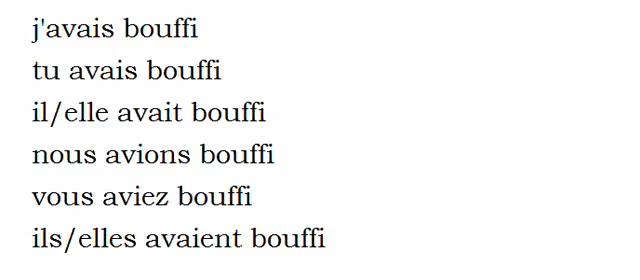 j'avais bouffi
tu avais bouffi
il/elle avait bouffi
nous avions bouffi
vous aviez bouffi
ils/elles avaient bouffi